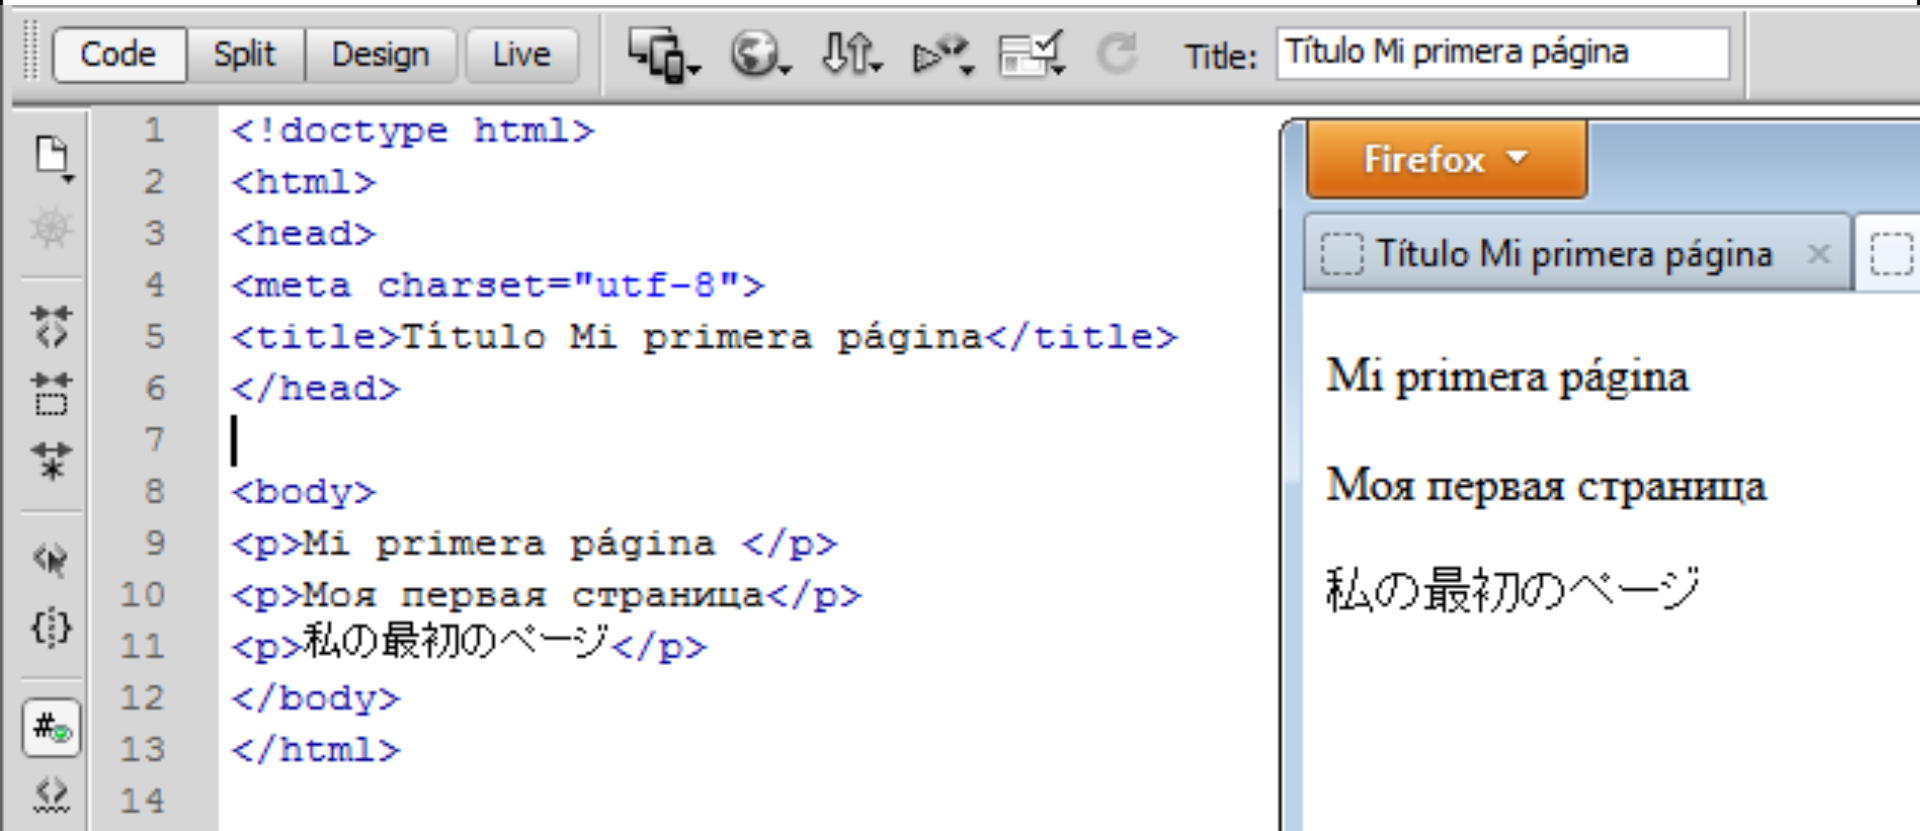 Code Split Design Live Title: Título Mi primera página
1 <!doctype html>
2 <html>
3 <head>
4 <meta charset="utf-8">
5 <title>Título Mi primera página</title>
6 </head>
7
8 <body>
9 <p>Mi primera página </p>
10 <p>Моя первая страница</p>
11 <p>私の最初のページ</p>
12 </body>
13 </html>
14
Firefox
Título Mi primera página
Mi primera página
Моя первая страница
私の最初のページ